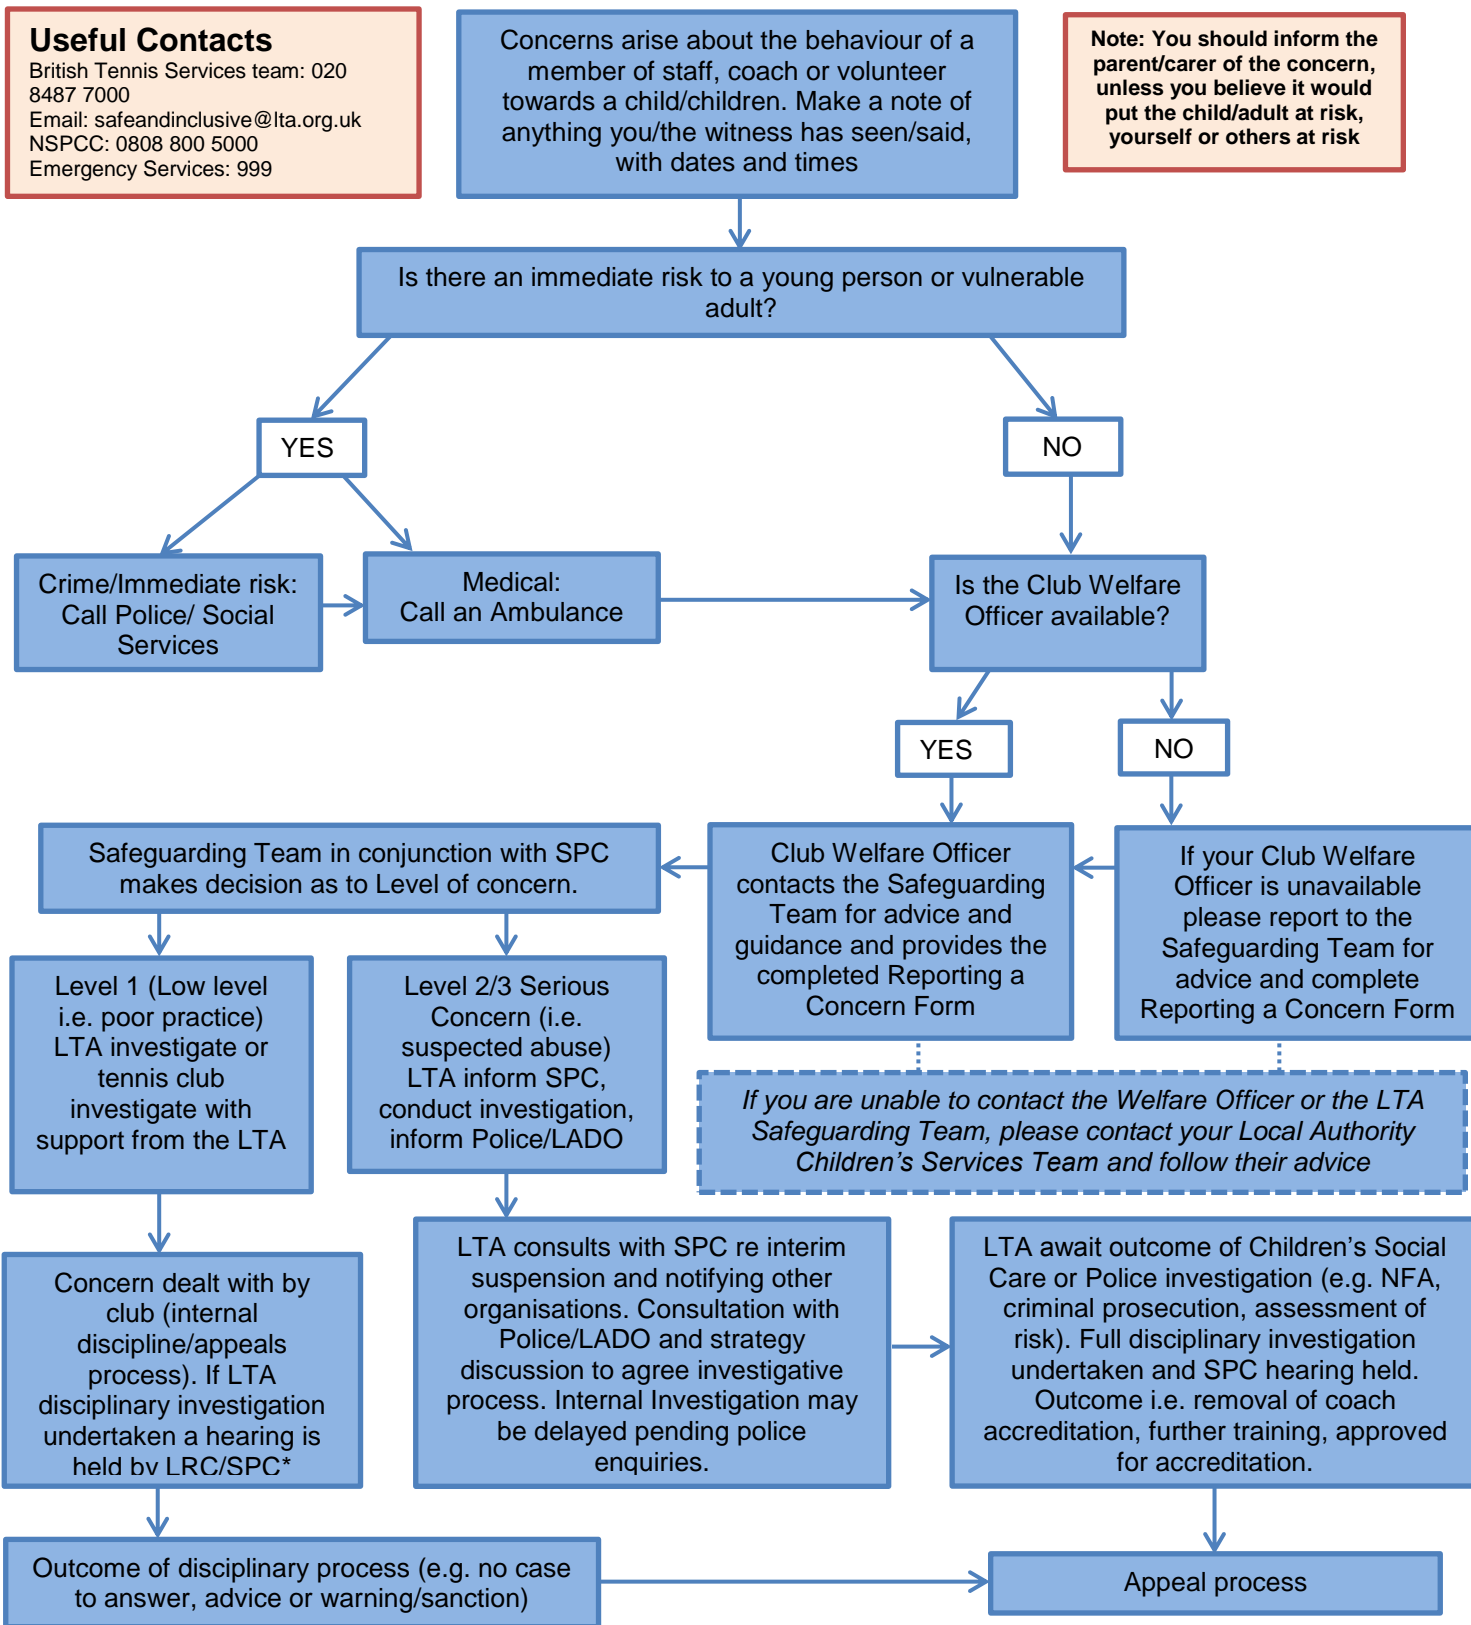 Useful Contacts
British Tennis Services team: 020
8487 7000
Email: safeandinclusive@lta.org.uk
NSPCC: 0808 800 5000
Emergency Services: 999
Concerns arise about the behaviour of a
member of staff, coach or volunteer
towards a child/children. Make a note of
anything you/the witness has seen/said,
with dates and times
Note: You should inform the
parent/carer of the concern,
unless you believe it would
put the child/adult at risk,
yourself or others at risk
Is there an immediate risk to a young person or vulnerable
adult?
YES
NO
Crime/Immediate risk:
Call Police/ Social
Services
Medical:
Call an Ambulance
Is the Club Welfare
Officer available?
YES
NO
Safeguarding Team in conjunction with SPC
makes decision as to Level of concern.
Club Welfare Officer
contacts the Safeguarding
Team for advice and
guidance and provides the
completed Reporting a
Concern Form
If your Club Welfare
Officer is unavailable
please report to the
Safeguarding Team for
advice and complete
Reporting a Concern Form
Level 1 (Low level
i.e. poor practice)
LTA investigate or
tennis club
investigate with
support from the LTA
Level 2/3 Serious
Concern (i.e.
suspected abuse)
LTA inform SPC,
conduct investigation,
inform Police/LADO
If you are unable to contact the Welfare Officer or the LTA
Safeguarding Team, please contact your Local Authority
Children’s Services Team and follow their advice
Concern dealt with by
club (internal
discipline/appeals
process). If LTA
disciplinary investigation
undertaken a hearing is
held by LRC/SPC*
LTA consults with SPC re interim
suspension and notifying other
organisations. Consultation with
Police/LADO and strategy
discussion to agree investigative
process. Internal Investigation may
be delayed pending police
enquiries.
LTA await outcome of Children’s Social
Care or Police investigation (e.g. NFA,
criminal prosecution, assessment of
risk). Full disciplinary investigation
undertaken and SPC hearing held.
Outcome i.e. removal of coach
accreditation, further training, approved
for accreditation.
Outcome of disciplinary process (e.g. no case
to answer, advice or warning/sanction)
Appeal process